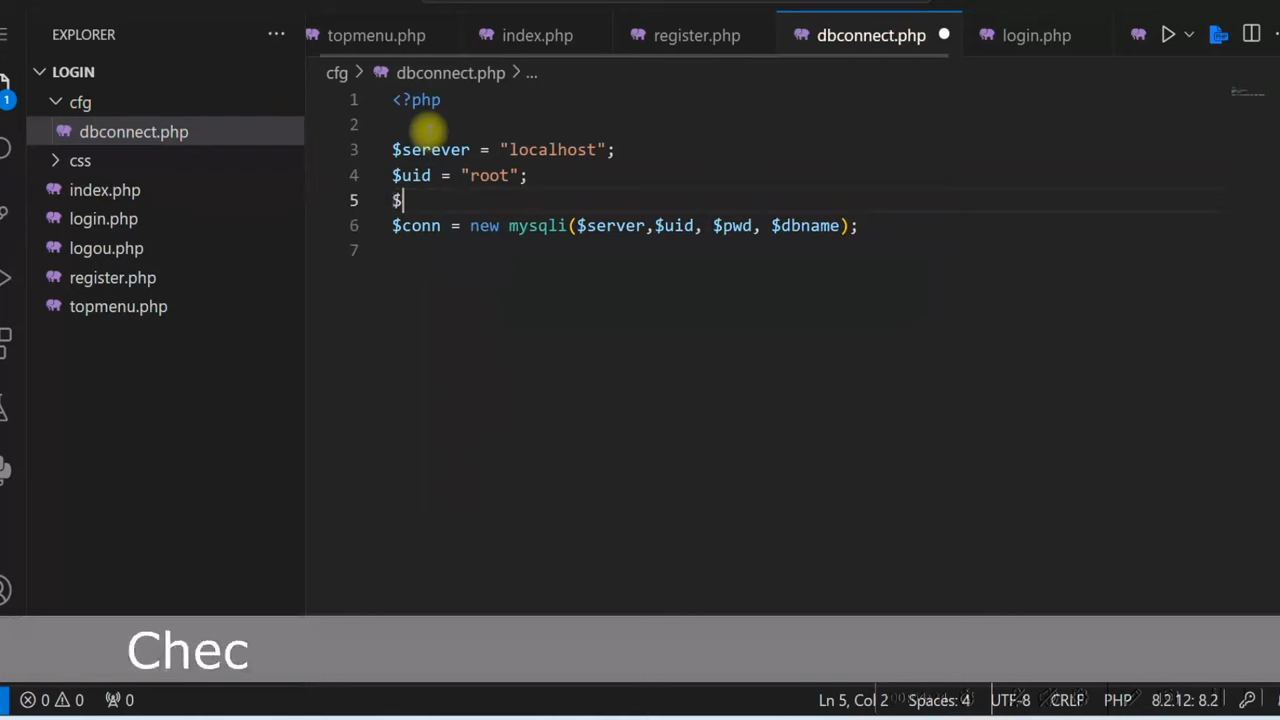 EXPLORER
LOGIN
cfg
dbconnect.php
css
index.php
login.php
logou.php
register.php
topmenu.php
1
topmenu.php index.php register.php dbconnect.php login.php
cfg > dbconnect.php > ...
1 <?php
2
3 $serever = "localhost";
4 $uid = "root";
5 $
6 $conn = new mysqli($server,$uid, $pwd, $dbname);
7
Chec
0 0 0 Ln 5, Col 2 Spaces: 4 UTF-8 CRLF PHP 8.2.12: 8.2